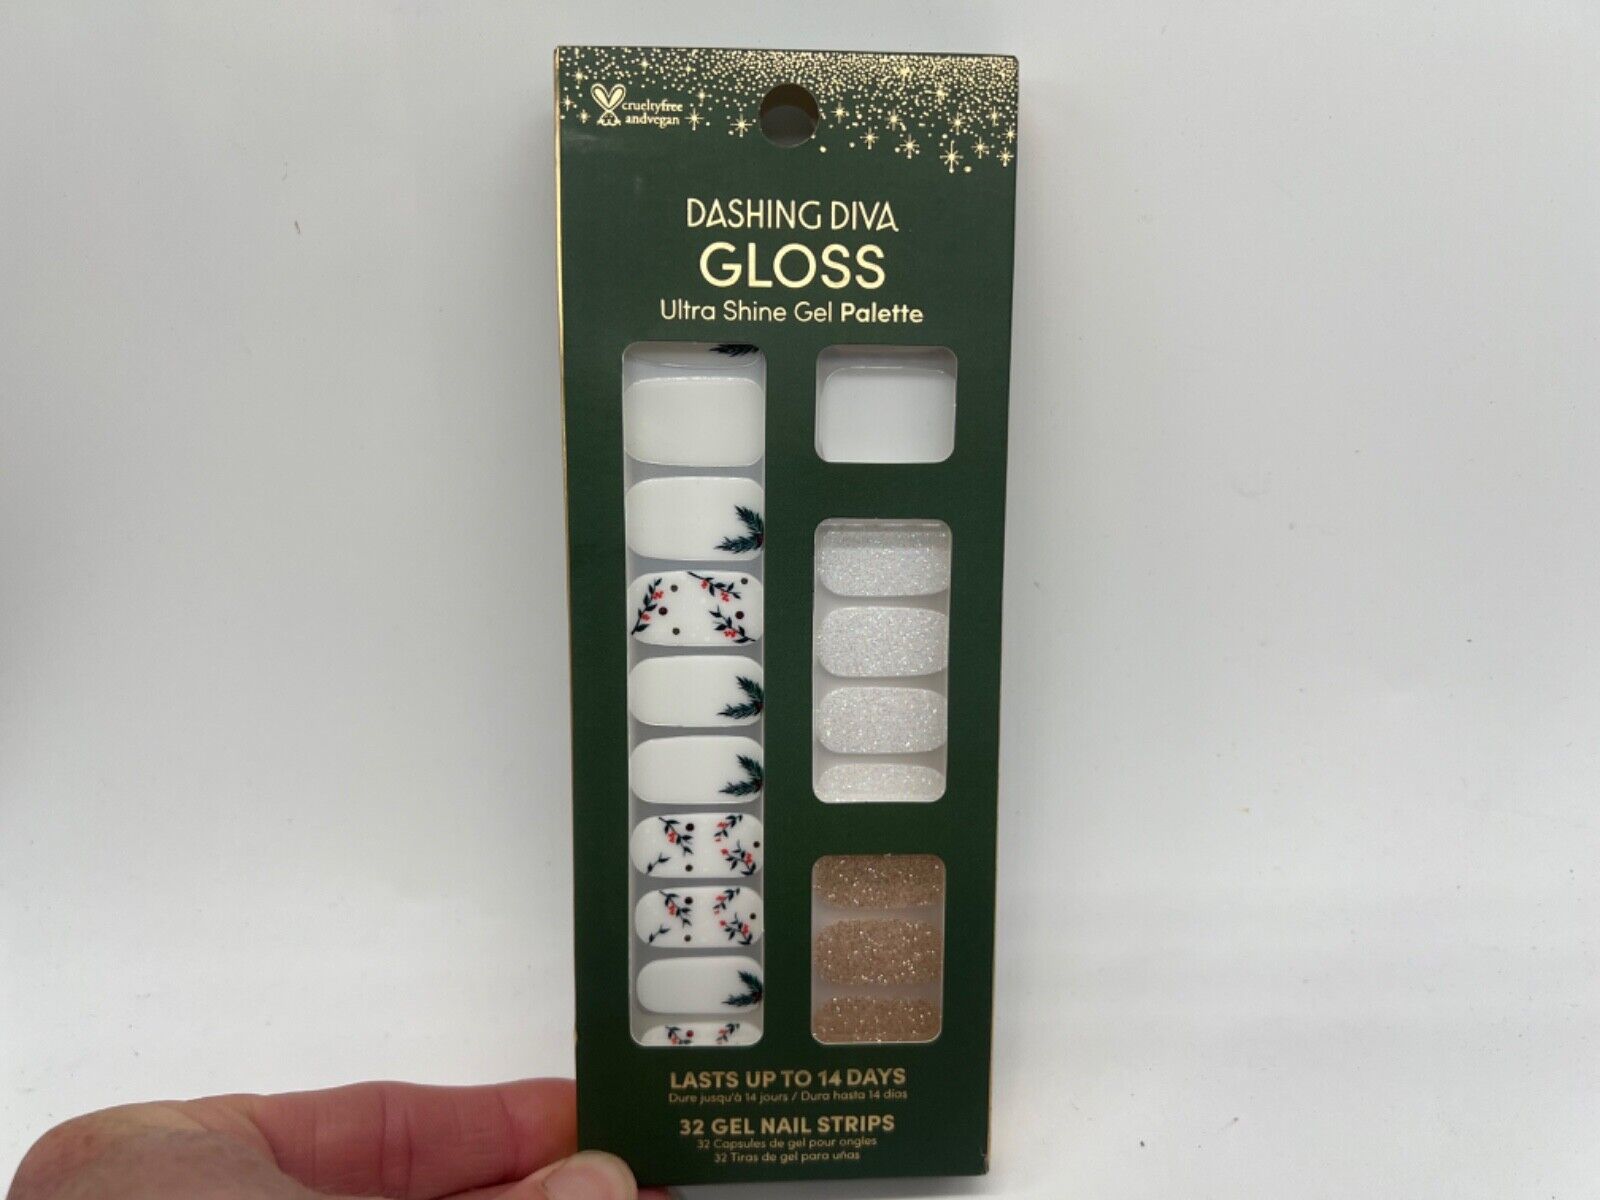 crueltyfree
andvegan
DASHING DIVA
GLOSS
Ultra Shine Gel Palette
LASTS UP TO 14 DAYS
Dure jusqu'à 14 jours / Dura hasta 14 días
32 GEL NAIL STRIPS
32 Capsules de gel pour ongles
32 Tiras de gel para uñas